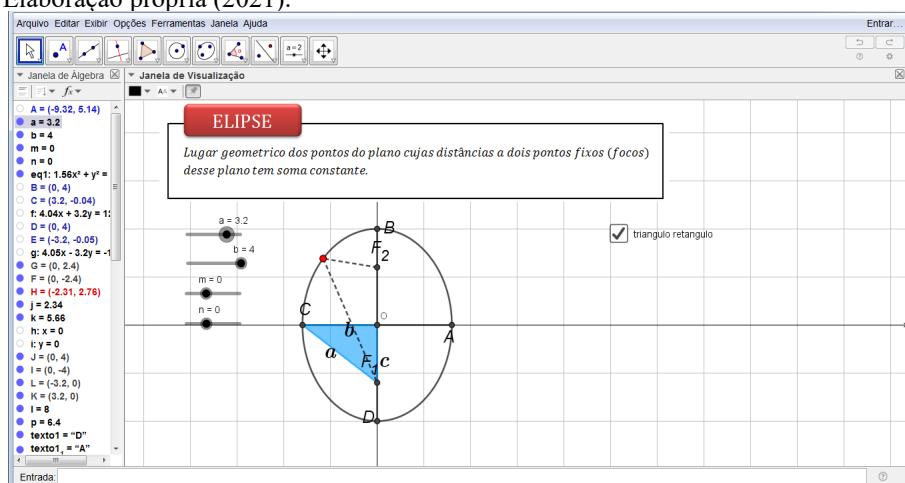 Elaboração própria (2021).
Arquivo Editar Exibir Opções Ferramentas Janela Ajuda Entrar...
A a=2
Janela de Álgebra Janela de Visualização
fx AA
A = (-9.32, 5.14)
a = 3.2
b = 4
m = 0
n = 0
eq1: 1.56x² + y² =
B = (0, 4)
C = (3.2, -0.04)
f: 4.04x + 3.2y = 1
D = (0, 4)
E = (-3.2, -0.05)
g: 4.05x - 3.2y = -1
G = (0, 2.4)
F = (0, -2.4)
H = (-2.31, 2.76)
j = 2.34
k = 5.66
h: x = 0
i: y = 0
J = (0, 4)
I = (0, -4)
L = (-3.2, 0)
K = (3.2, 0)
l = 8
p = 6.4
texto1 = “D”
texto1₁ = “A”
ELIPSE
Lugar geometrico dos pontos do plano cujas distâncias a dois pontos fixos (focos)
desse plano tem soma constante.
a = 3.2
b = 4
m = 0
n = 0
triangulo retangulo
B
F₂
C
O
b
A
a
F₁ c
D
Entrada: